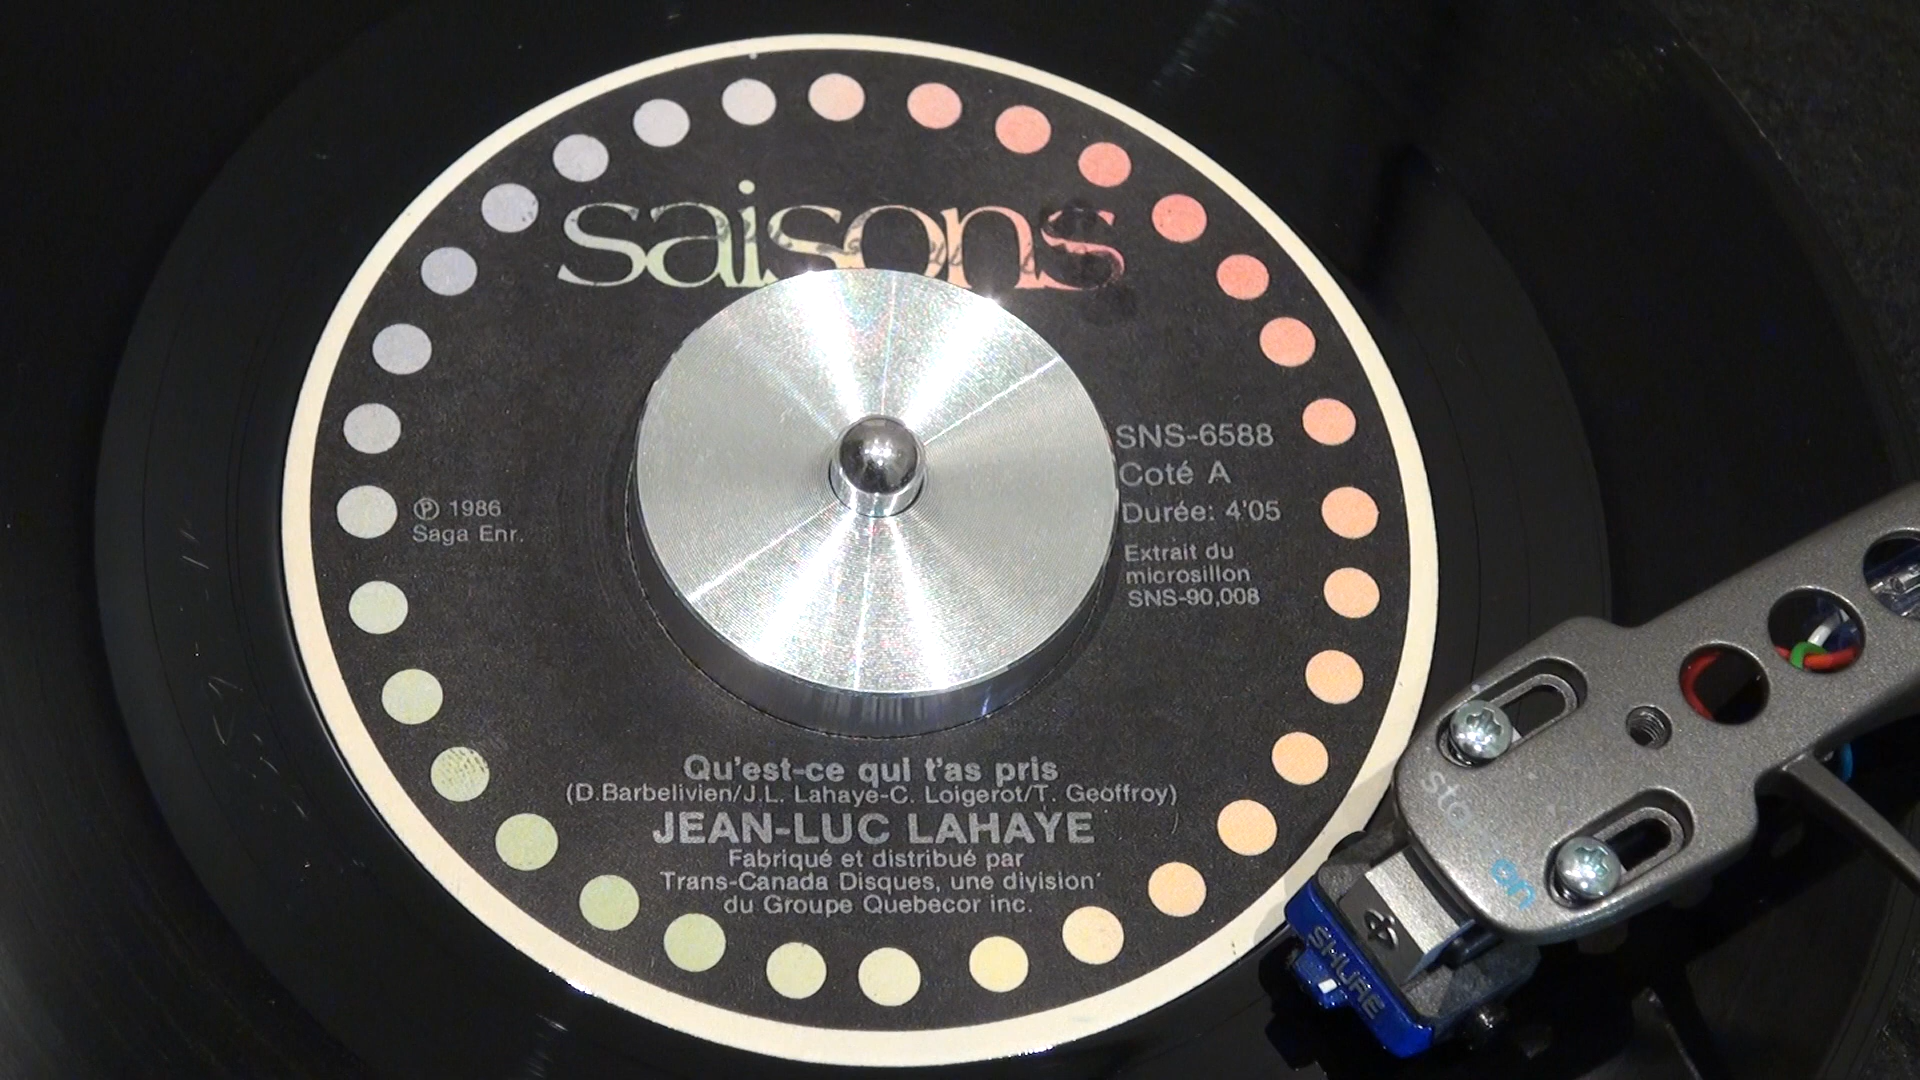 saisons
SNS-6588
Coté A
Durée: 4'05
Extrait du
microsillon
SNS-90,008
Ⓟ 1986
Saga Enr.
Qu'est-ce qui t'as pris
(D.Barbelivien/J.L. Lahaye-C. Loigerot/T. Geoffroy)
JEAN-LUC LAHAYE
Fabriqué et distribué par
Trans-Canada Disques, une division
du Groupe Quebecor inc.
on
SHURE